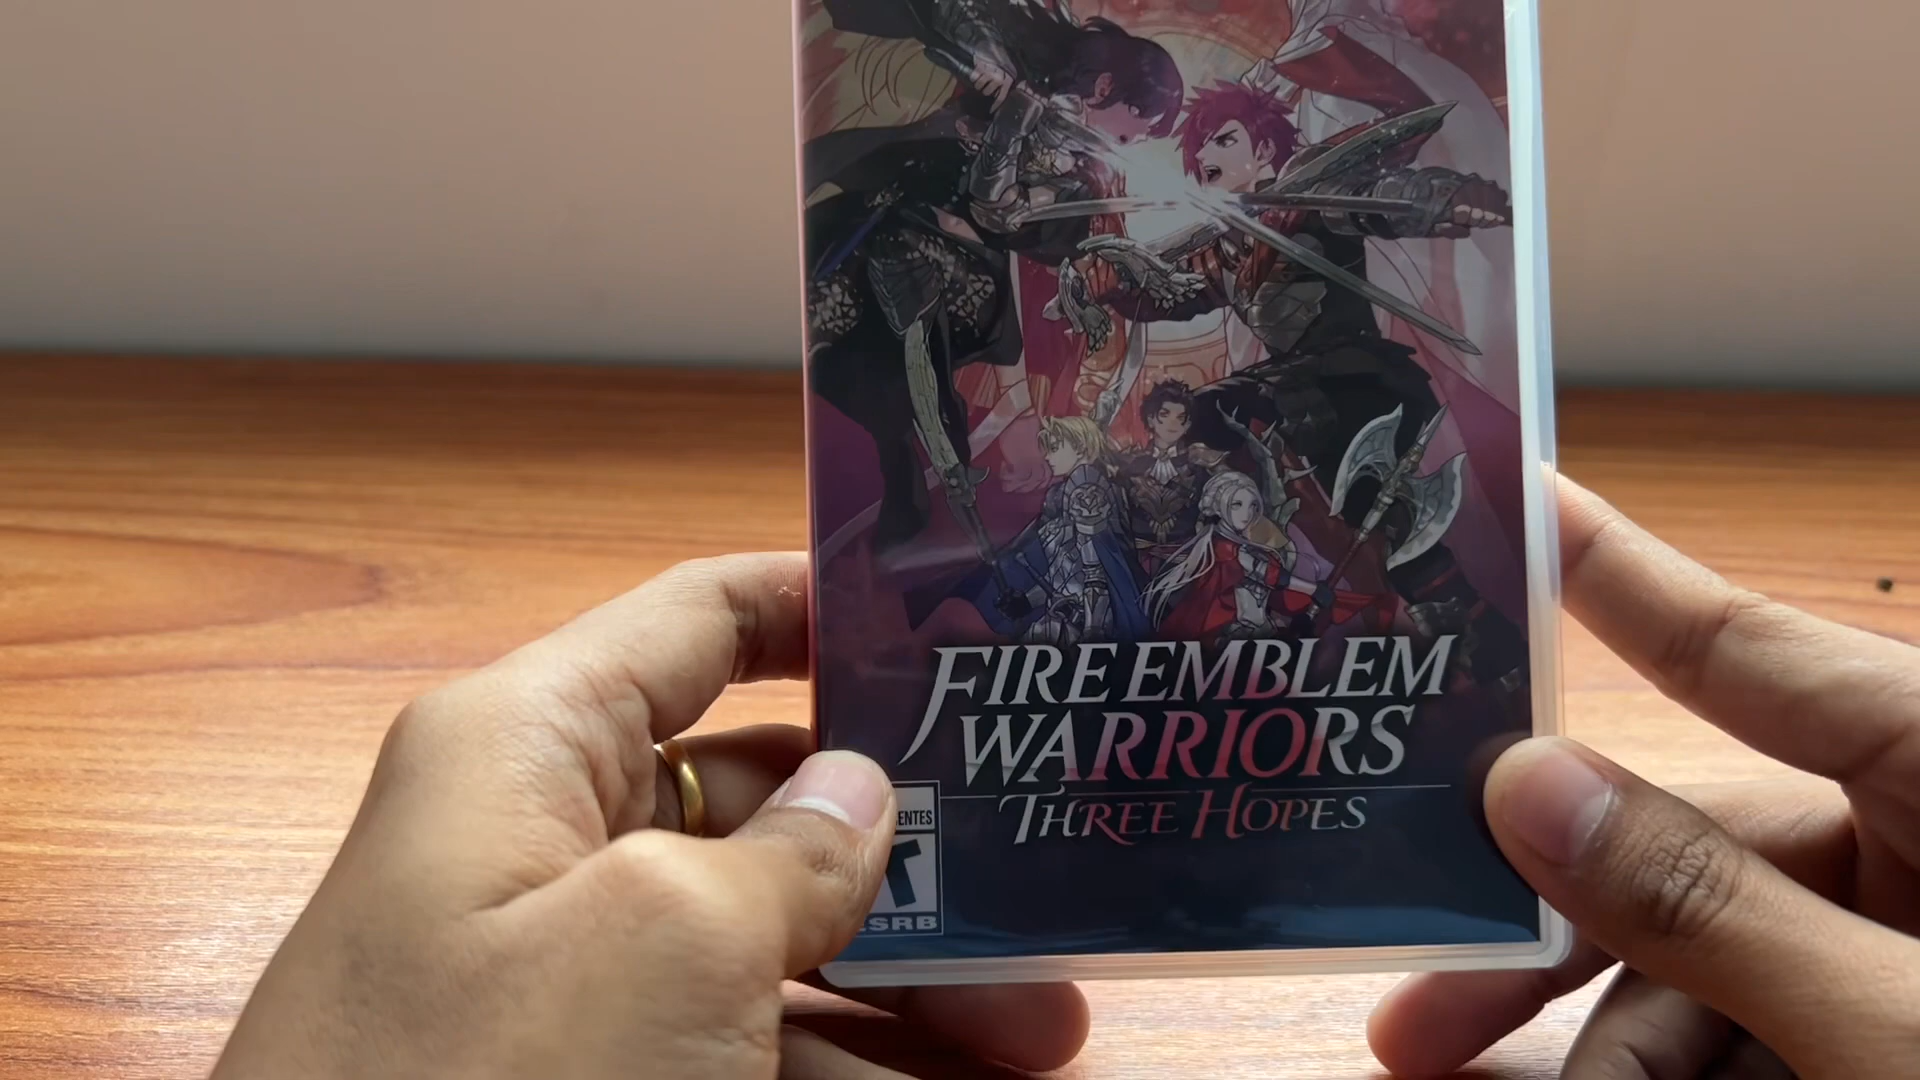 FIRE EMBLEM
WARRIORS
THREE HOPES
ENTES
T
ESRB